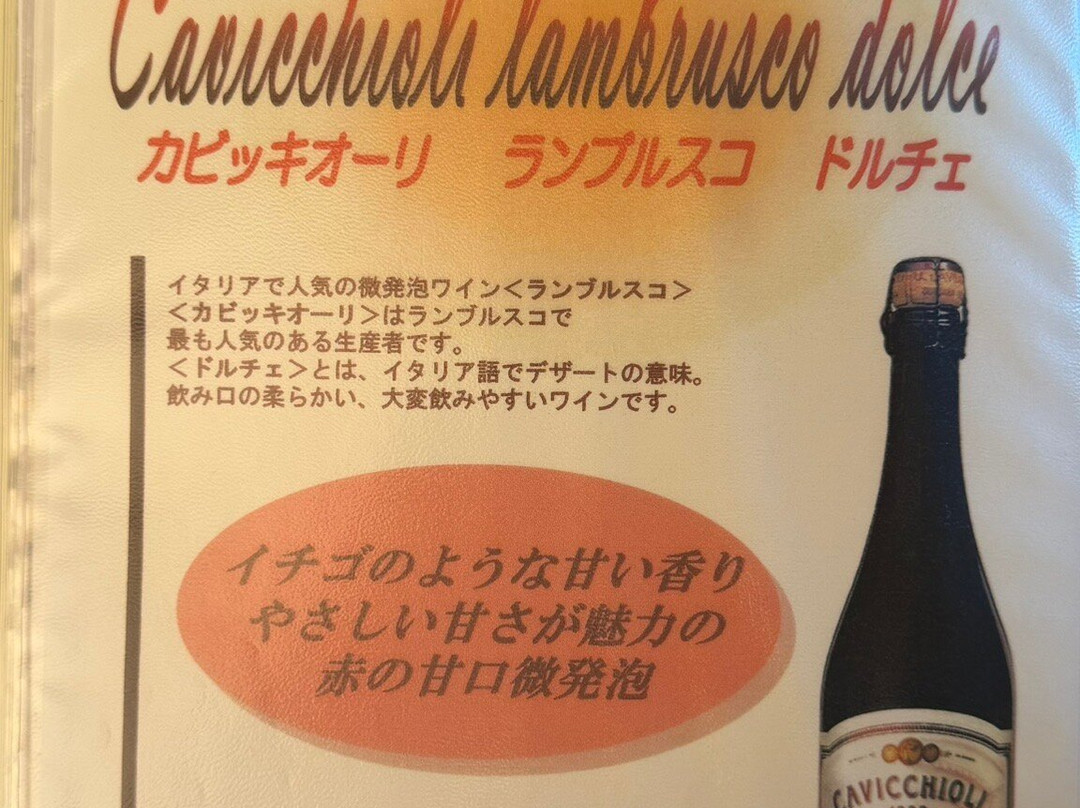 Cavicchioli lambrusco dolce
カビッキオーリ ランブルスコ ドルチェ
イタリアで人気の微発泡ワイン＜ランブルスコ＞
＜カビッキオーリ＞はランブルスコで
最も人気のある生産者です。
＜ドルチェ＞とは、イタリア語でデザートの意味。
飲み口の柔らかい、大変飲みやすいワインです。
イチゴのような甘い香り
やさしい甘さが魅力の
赤の甘口微発泡
CAVICCHIOLI